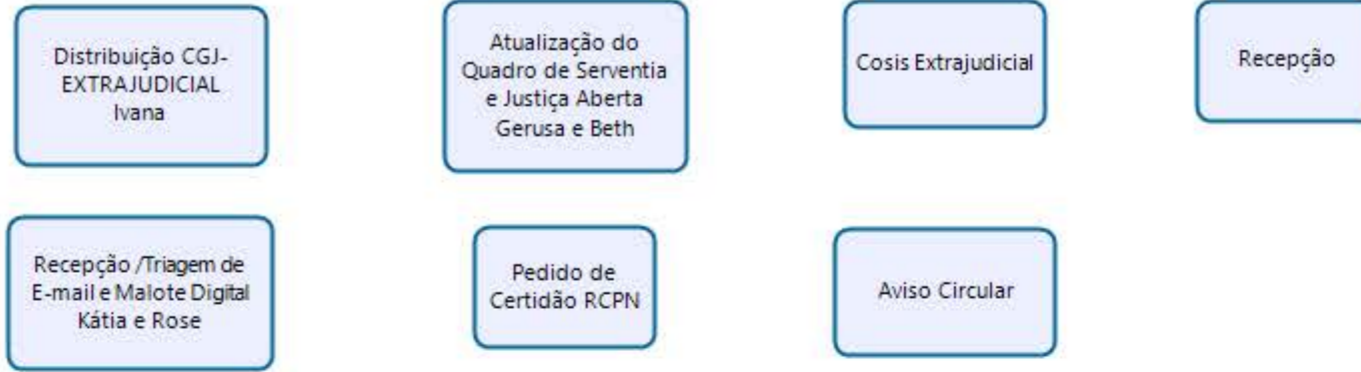 Distribuição CGJ-
EXTRAJUDICIAL
Ivana
Atualização do
Quadro de Serventia
e Justiça Aberta
Gerusa e Beth
Cosis Extrajudicial
Recepção
Recepção /Triagem de
E-mail e Malote Digital
Kátia e Rose
Pedido de
Certidão RCPN
Aviso Circular